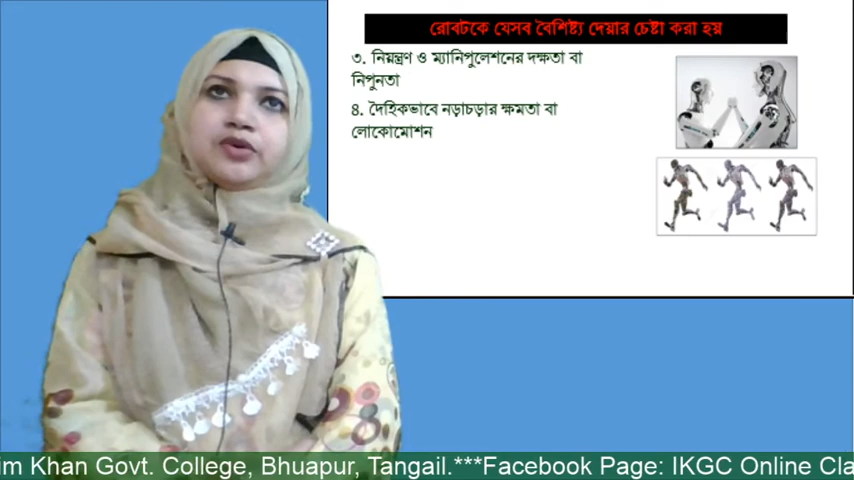 রোবটকে যেসব বৈশিষ্ট্য দেয়ার চেষ্টা করা হয়
৩. নিয়ন্ত্রণ ও ম্যানিপুলেশনের দক্ষতা বা
নিপুনতা
৪. দৈহিকভাবে নড়াচড়ার ক্ষমতা বা
লোকোমোশন
im Khan Govt. College, Bhuapur, Tangail.***Facebook Page: IKGC Online Cla